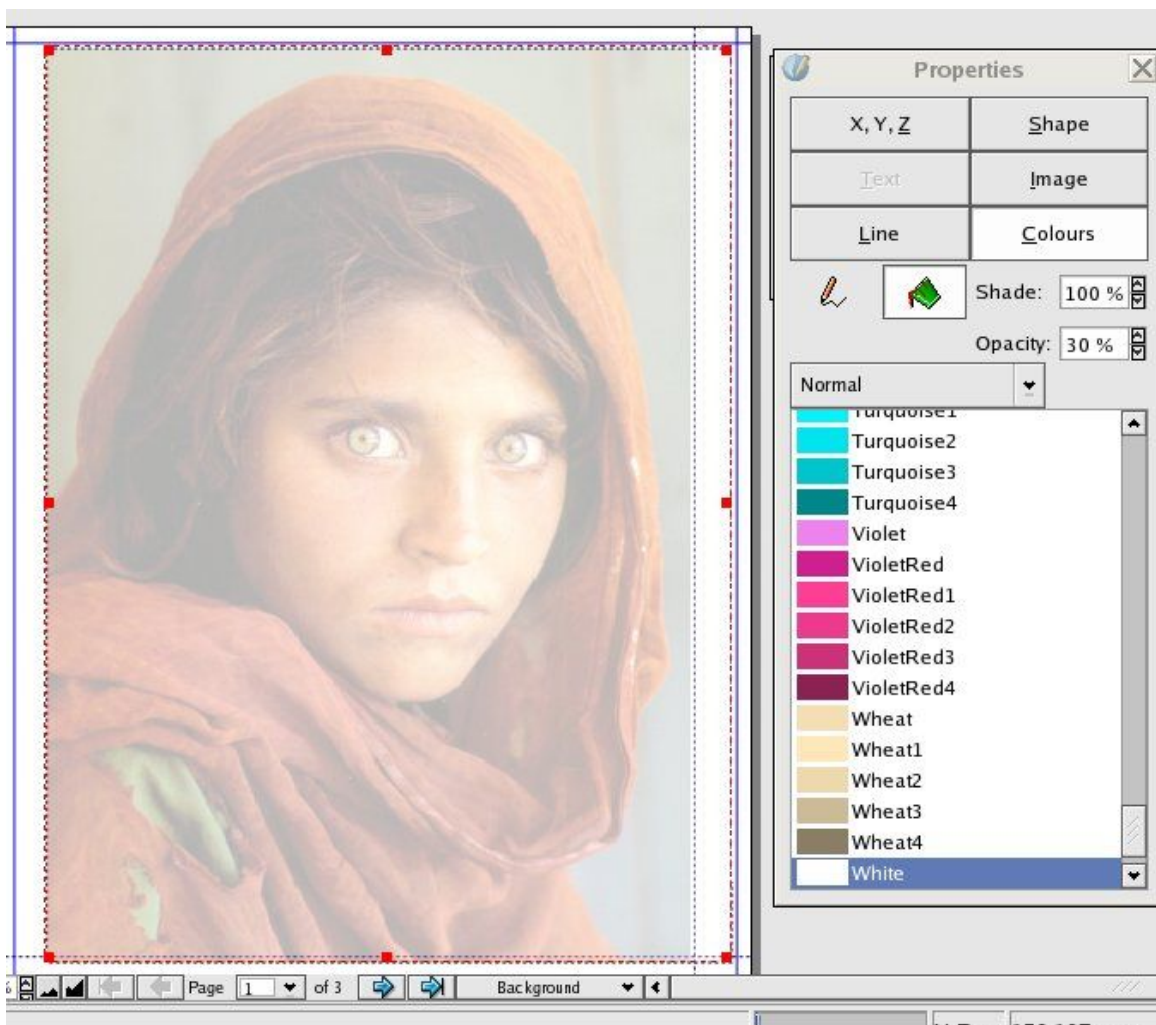 Properties
X, Y, Z Shape
Text Image
Line Colours
Shade: 100 %
Opacity: 30 %
Normal
Turquoise1
Turquoise2
Turquoise3
Turquoise4
Violet
VioletRed
VioletRed1
VioletRed2
VioletRed3
VioletRed4
Wheat
Wheat1
Wheat2
Wheat3
Wheat4
White
% Page 1 of 3 Background